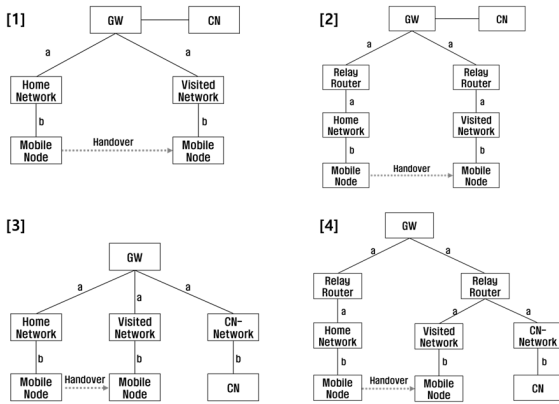 [1]
GW
CN
a
a
Home
Network
Visited
Network
b
b
Mobile
Node
Handover
Mobile
Node
[2]
GW
CN
a
a
Relay
Router
Relay
Router
a
a
Home
Network
Visited
Network
b
b
Mobile
Node
Handover
Mobile
Node
[3]
GW
a
a
a
Home
Network
Visited
Network
CN-
Network
b
b
b
Mobile
Node
Handover
Mobile
Node
CN
[4]
GW
a
a
Relay
Router
Relay
Router
a
a
a
Home
Network
Visited
Network
CN-
Network
b
b
b
Mobile
Node
Handover
Mobile
Node
CN